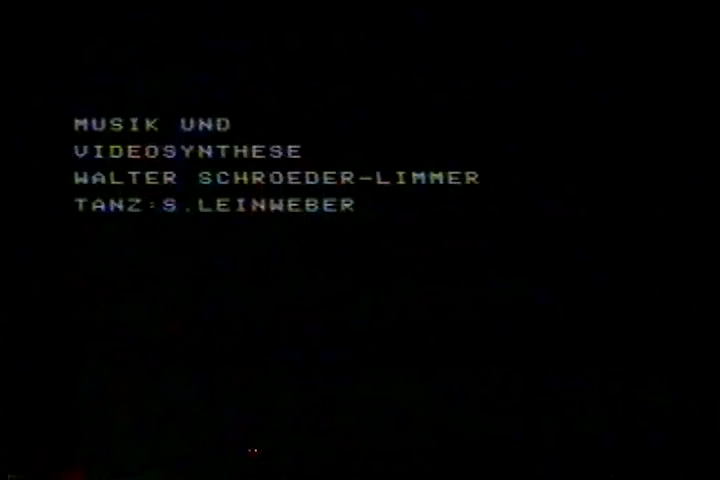 MUSIK UND
VIDEOSYNTHESE
WALTER SCHROEDER-LIMMER
TANZ:S.LEINWEBER